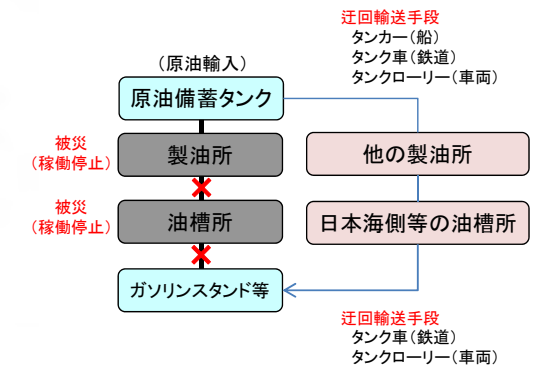 迂回輸送手段
タンカー(船)
タンク車(鉄道)
タンクローリー(車両)
(原油輸入)
原油備蓄タンク
被災
(稼働停止)
製油所
他の製油所
被災
(稼働停止)
油槽所
日本海側等の油槽所
ガソリンスタンド等
迂回輸送手段
タンク車(鉄道)
タンクローリー(車両)